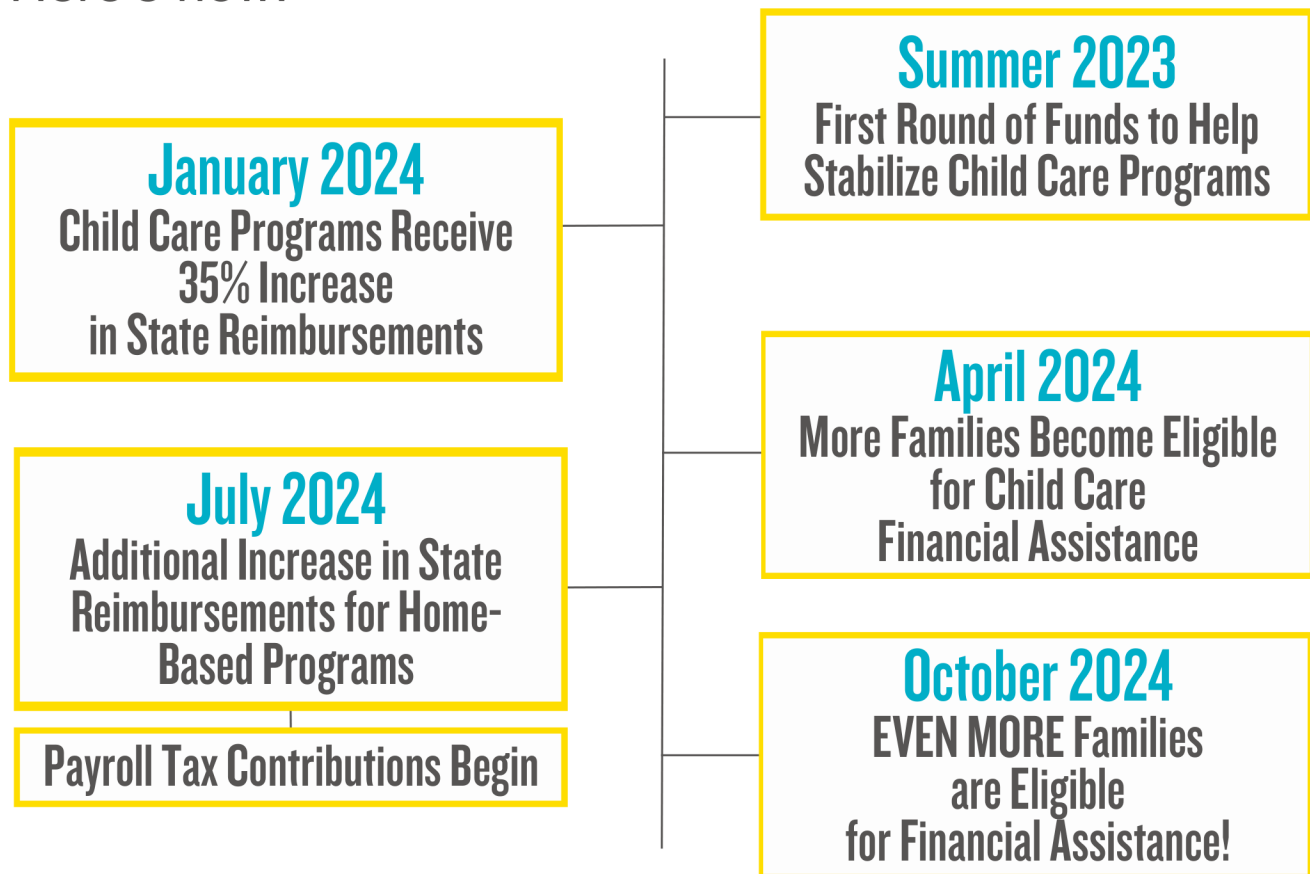 Summer 2023
First Round of Funds to Help
Stabilize Child Care Programs
January 2024
Child Care Programs Receive
35% Increase
in State Reimbursements
April 2024
More Families Become Eligible
for Child Care
Financial Assistance
July 2024
Additional Increase in State
Reimbursements for Home-
Based Programs
Payroll Tax Contributions Begin
October 2024
EVEN MORE Families
are Eligible
for Financial Assistance!